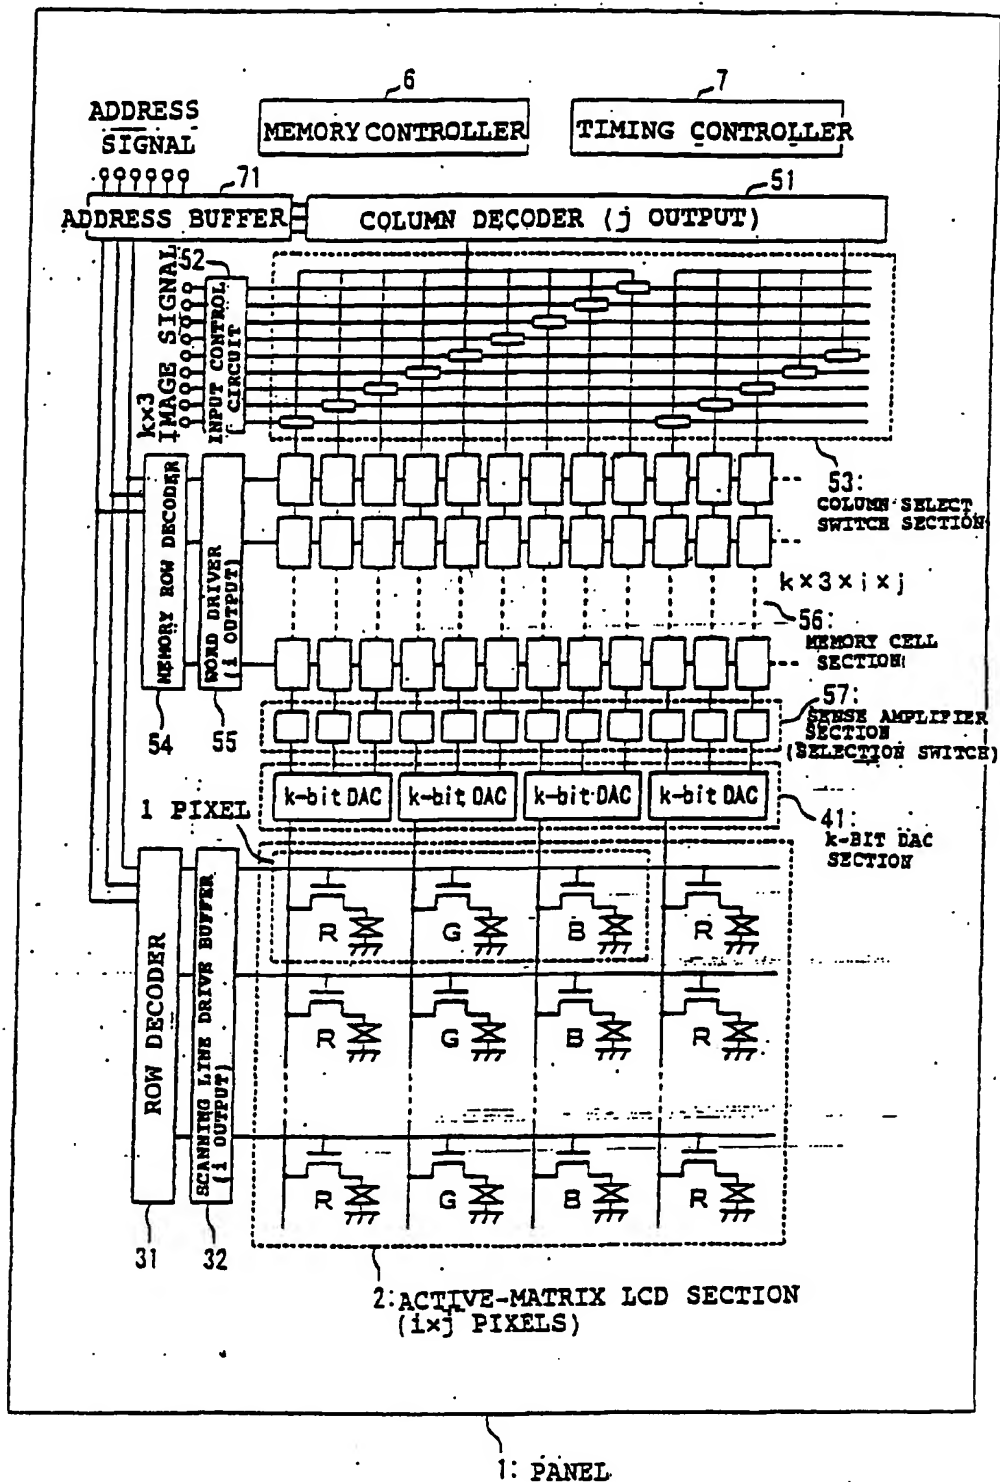 6
7
ADDRESS
SIGNAL
MEMORY CONTROLLER
TIMING CONTROLLER
71
51
ADDRESS BUFFER
COLUMN DECODER (j OUTPUT)
52
k×3
IMAGE SIGNAL
INPUT CONTROL
CIRCUIT
53:
COLUMN SELECT
SWITCH SECTION
MEMORY ROW DECODER
WORD DRIVER
(i OUTPUT)
k×3×i×j
56:
MEMORY CELL
SECTION
54
55
57:
SENSE AMPLIFIER
SECTION
(SELECTION SWITCH)
k-bit DAC
k-bit DAC
k-bit DAC
k-bit DAC
1 PIXEL
41:
k-BIT DAC
SECTION
ROW DECODER
SCANNING LINE DRIVE BUFFER
(i OUTPUT)
R G B R
R G B R
R G B R
31
32
2: ACTIVE-MATRIX LCD SECTION
(i×j PIXELS)
1: PANEL